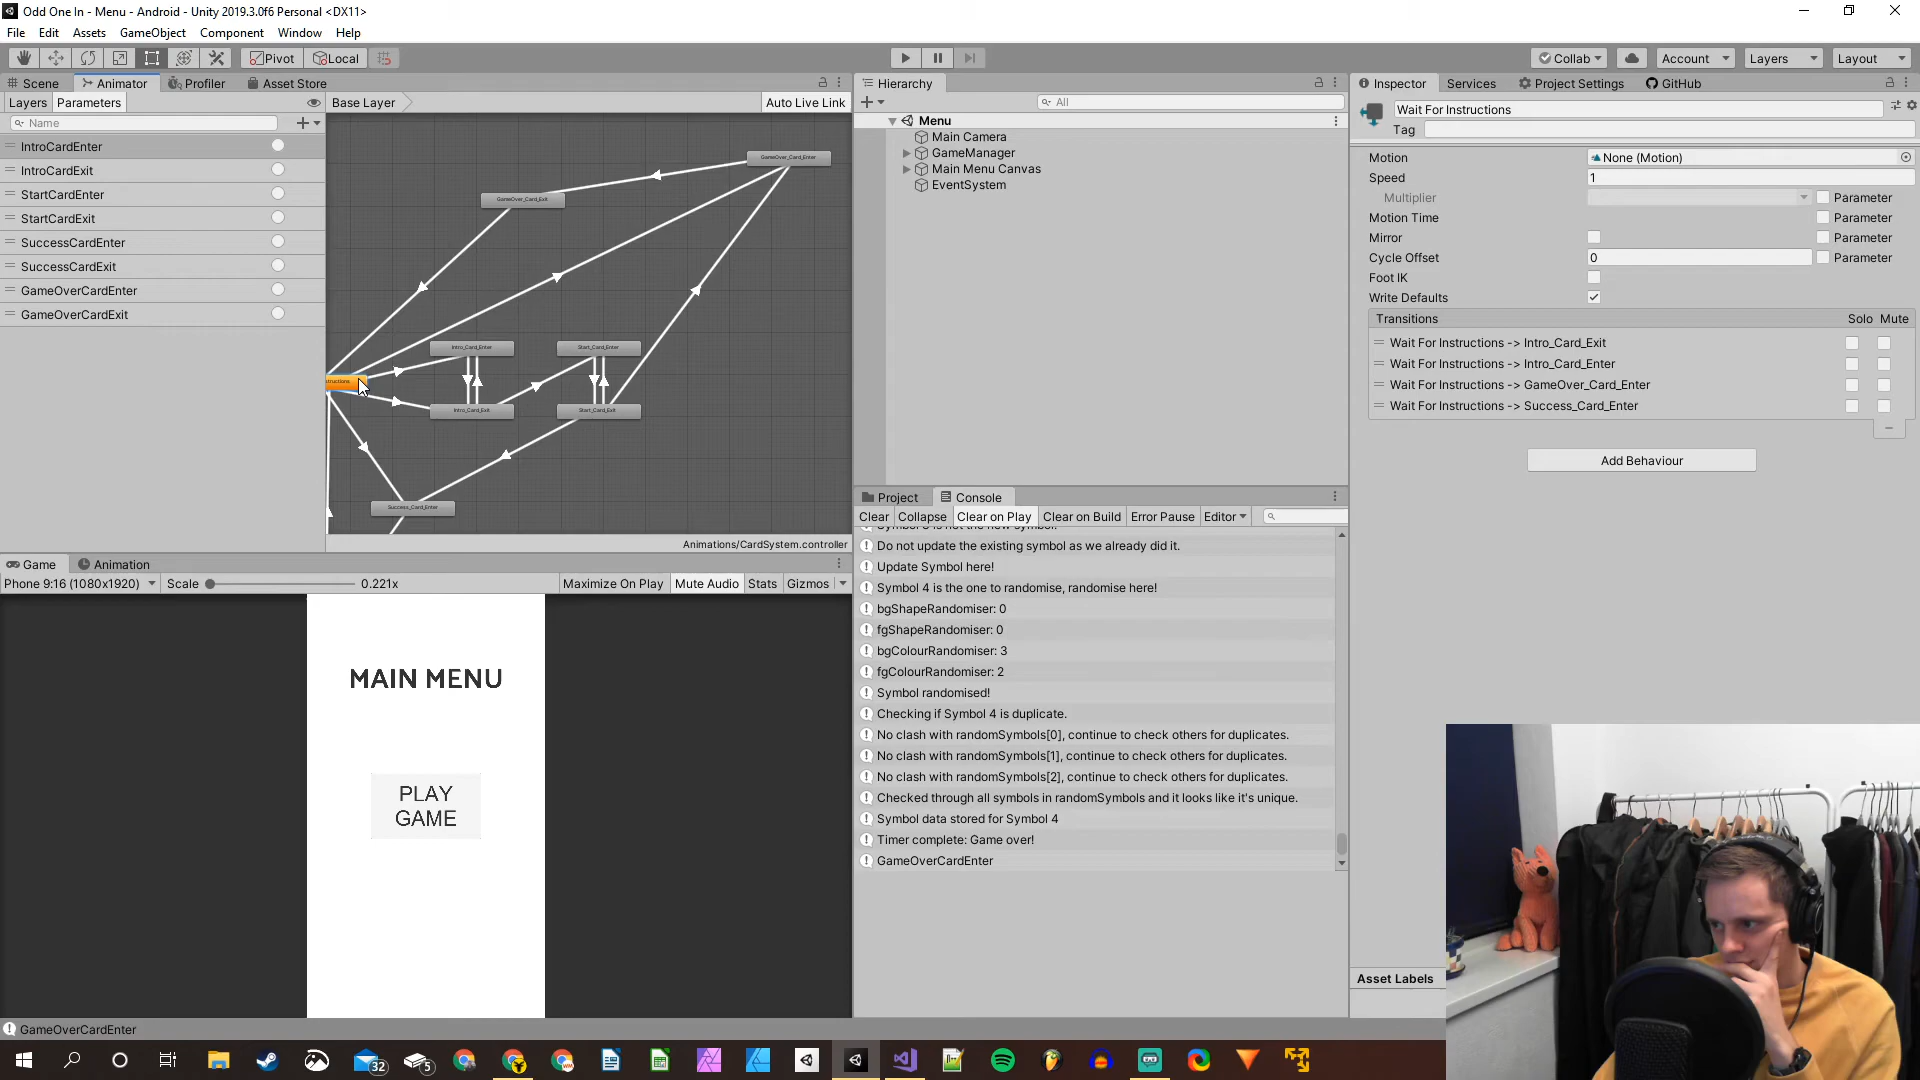 Odd One In - Menu - Android - Unity 2019.3.0f6 Personal <DX11>
File Edit Assets GameObject Component Window Help
Pivot Local Collab Account Layers Layout
Scene Animator Profiler Asset Store
Layers Parameters Base Layer Auto Live Link
Name
IntroCardEnter
IntroCardExit
StartCardEnter
StartCardExit
SuccessCardEnter
SuccessCardExit
GameOverCardEnter
GameOverCardExit
GameOver_Card_Enter
GameOver_Card_Exit
Intro_Card_Enter Start_Card_Enter
Intro_Card_Exit Start_Card_Exit
Success_Card_Enter
Animations/CardSystem.controller
Game Animation
Phone 9:16 (1080x1920) Scale 0.221x Maximize On Play Mute Audio Stats Gizmos
MAIN MENU
PLAY
GAME
Hierarchy
All
Menu
Main Camera
GameManager
Main Menu Canvas
EventSystem
Project Console
Clear Collapse Clear on Play Clear on Build Error Pause Editor
Do not update the existing symbol as we already did it.
Update Symbol here!
Symbol 4 is the one to randomise, randomise here!
bgShapeRandomiser: 0
fgShapeRandomiser: 0
bgColourRandomiser: 3
fgColourRandomiser: 2
Symbol randomised!
Checking if Symbol 4 is duplicate.
No clash with randomSymbols[0], continue to check others for duplicates.
No clash with randomSymbols[1], continue to check others for duplicates.
No clash with randomSymbols[2], continue to check others for duplicates.
Checked through all symbols in randomSymbols and it looks like it's unique.
Symbol data stored for Symbol 4
Timer complete: Game over!
GameOverCardEnter
Inspector Services Project Settings GitHub
Wait For Instructions
Tag
Motion None (Motion)
Speed 1
Multiplier Parameter
Motion Time Parameter
Mirror Parameter
Cycle Offset 0 Parameter
Foot IK
Write Defaults
Transitions Solo Mute
Wait For Instructions -> Intro_Card_Exit
Wait For Instructions -> Intro_Card_Enter
Wait For Instructions -> GameOver_Card_Enter
Wait For Instructions -> Success_Card_Enter
Add Behaviour
Asset Labels
GameOverCardEnter
32 5